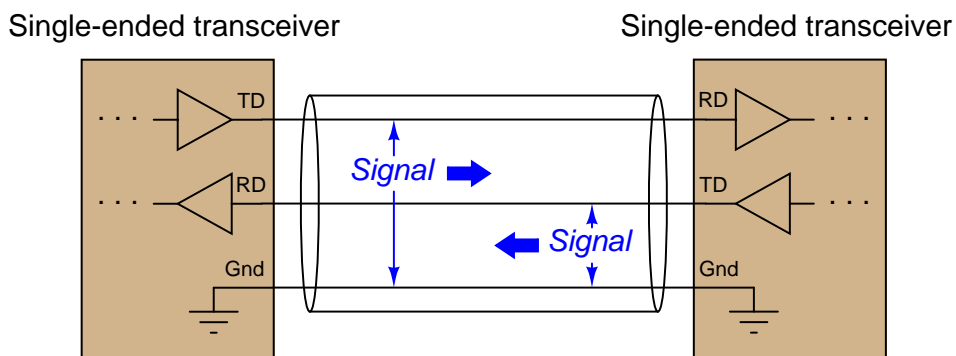 Single-ended transceiver
Single-ended transceiver
. . .
TD
RD
. . .
Signal
. . .
RD
TD
. . .
Signal
Gnd
Gnd